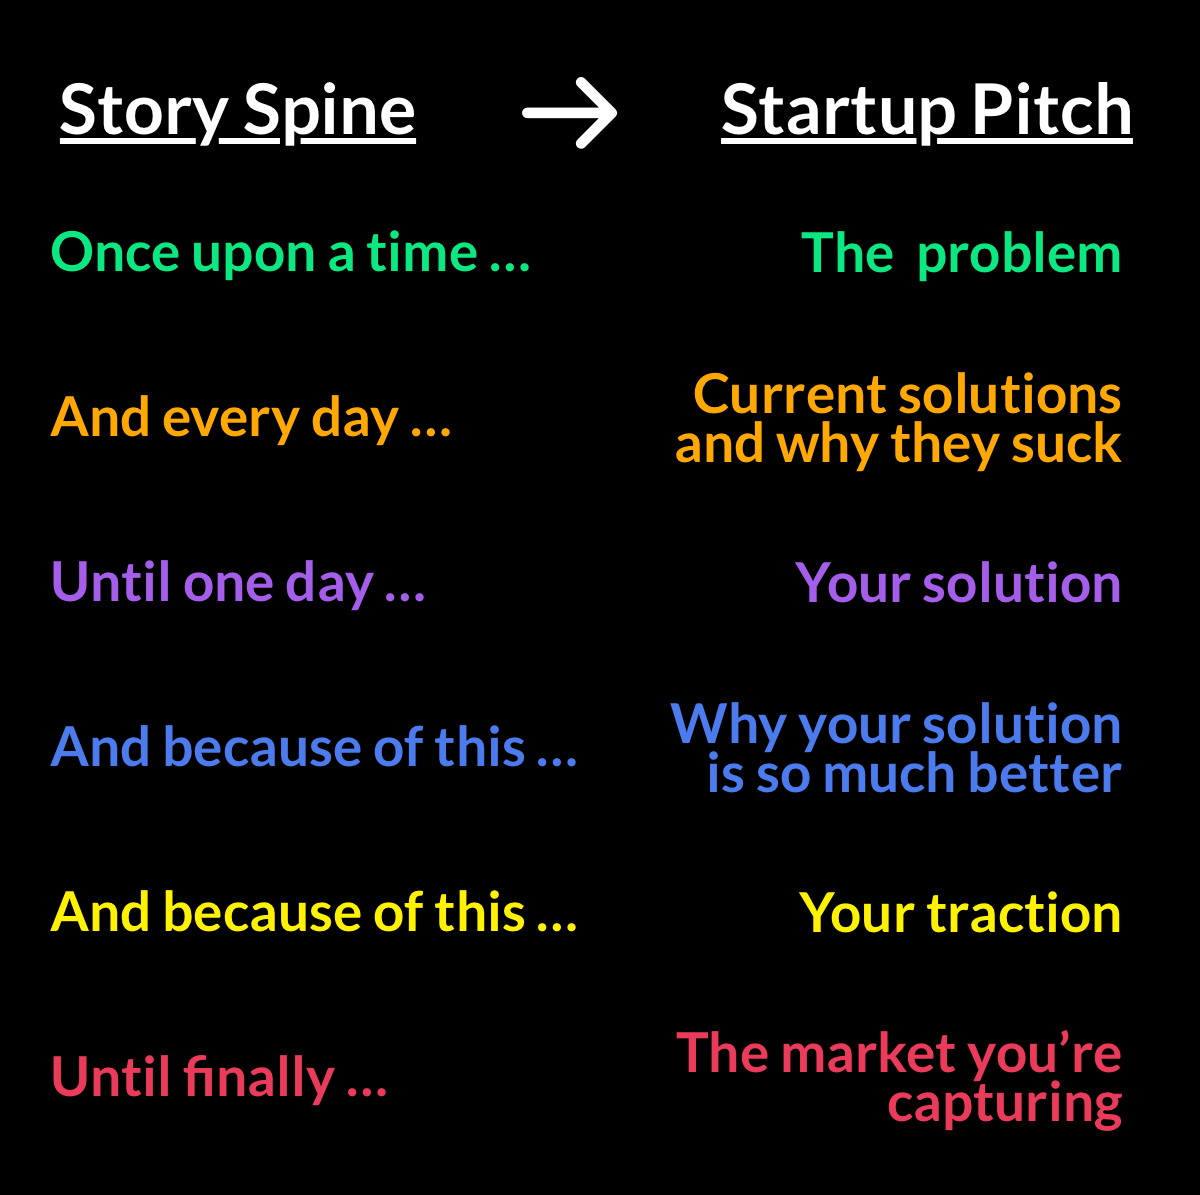 Story Spine → Startup Pitch
Once upon a time ... The problem
And every day ... Current solutions
and why they suck
Until one day ... Your solution
And because of this ... Why your solution
is so much better
And because of this ... Your traction
Until finally ... The market you’re
capturing